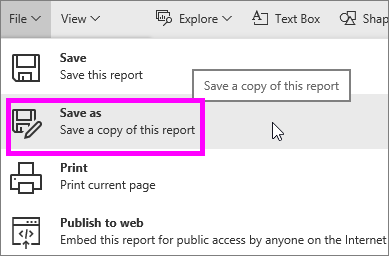 File View Explore Text Box Shap
Save
Save this report
Save a copy of this report
Save as
Save a copy of this report
Print
Print current page
Publish to web
Embed this report for public access by anyone on the Internet